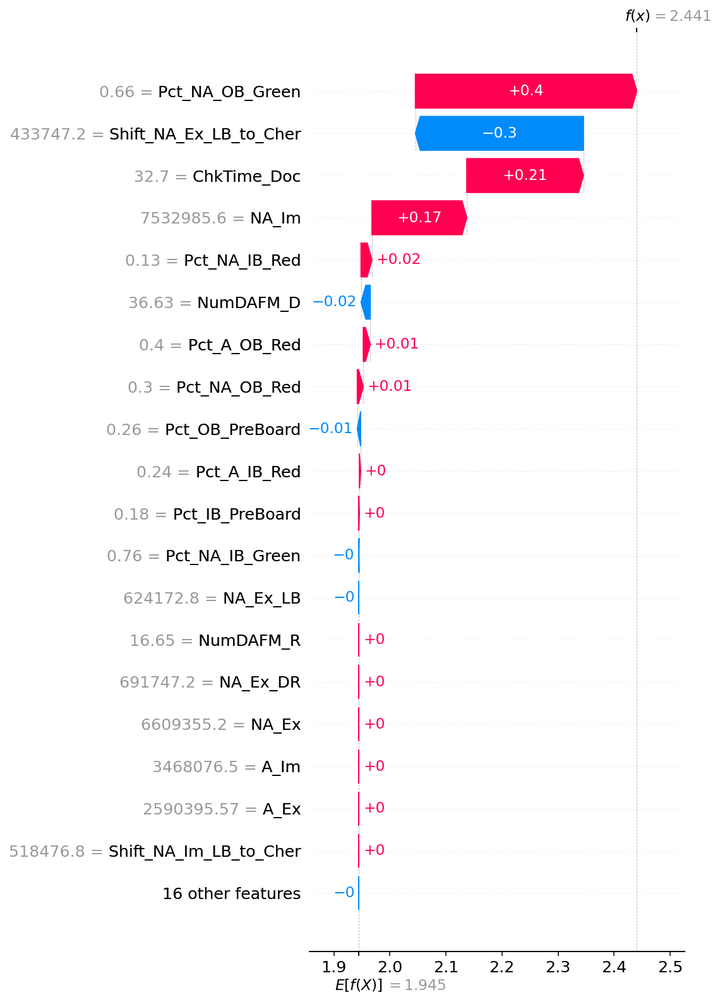 f(x) = 2.441
0.66 = Pct_NA_OB_Green +0.4
433747.2 = Shift_NA_Ex_LB_to_Cher −0.3
32.7 = ChkTime_Doc +0.21
7532985.6 = NA_Im +0.17
0.13 = Pct_NA_IB_Red +0.02
36.63 = NumDAFM_D −0.02
0.4 = Pct_A_OB_Red +0.01
0.3 = Pct_NA_OB_Red +0.01
0.26 = Pct_OB_PreBoard −0.01
0.24 = Pct_A_IB_Red +0
0.18 = Pct_IB_PreBoard +0
0.76 = Pct_NA_IB_Green −0
624172.8 = NA_Ex_LB −0
16.65 = NumDAFM_R +0
691747.2 = NA_Ex_DR +0
6609355.2 = NA_Ex +0
3468076.5 = A_Im +0
2590395.57 = A_Ex +0
518476.8 = Shift_NA_Im_LB_to_Cher +0
16 other features −0
1.9 2.0 2.1 2.2 2.3 2.4 2.5
E[f(X)] = 1.945